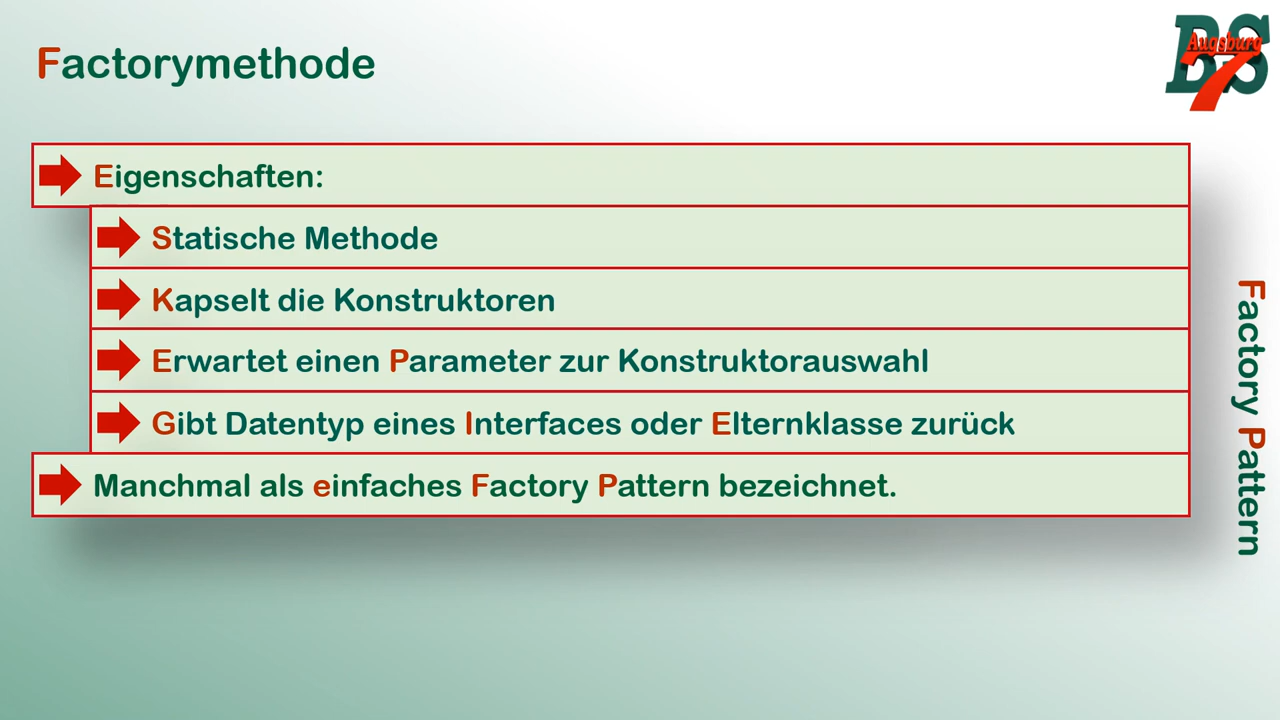 Factorymethode
BS
Augsburg
7
Eigenschaften:
Statische Methode
Kapselt die Konstruktoren
Erwartet einen Parameter zur Konstruktorauswahl
Gibt Datentyp eines Interfaces oder Elternklasse zurück
Manchmal als einfaches Factory Pattern bezeichnet.
Factory Pattern